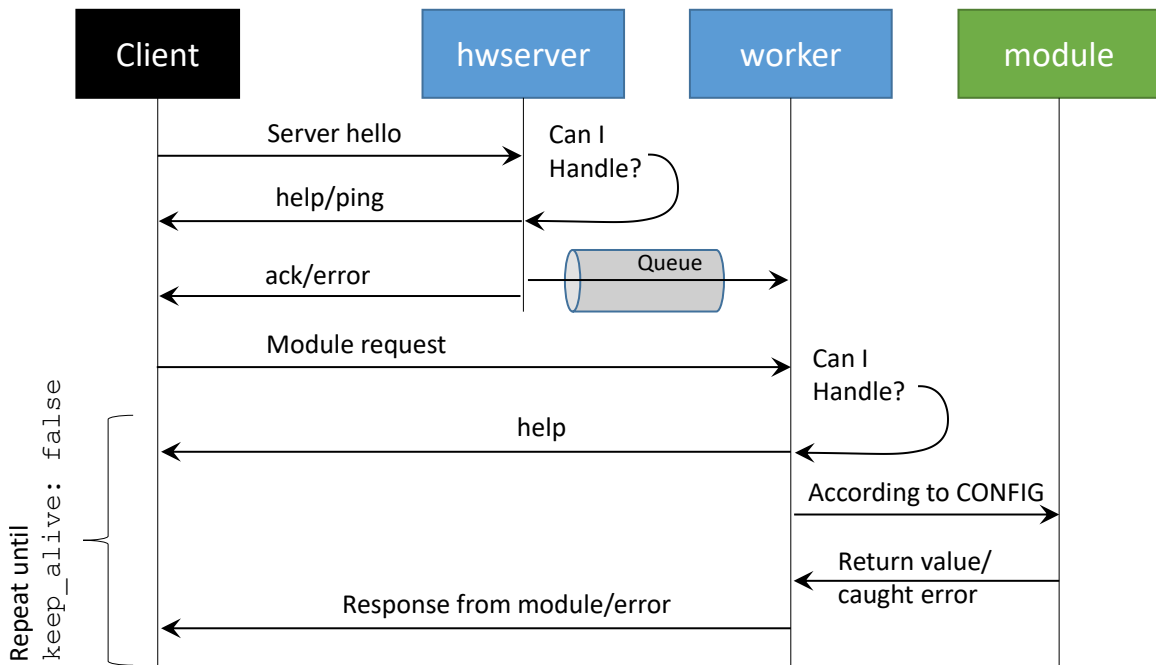 Client
hwserver
worker
module
Server hello
Can I
Handle?
help/ping
Queue
ack/error
Module request
Can I
Handle?
help
According to CONFIG
Return value/
caught error
Response from module/error
Repeat until
keep_alive: false